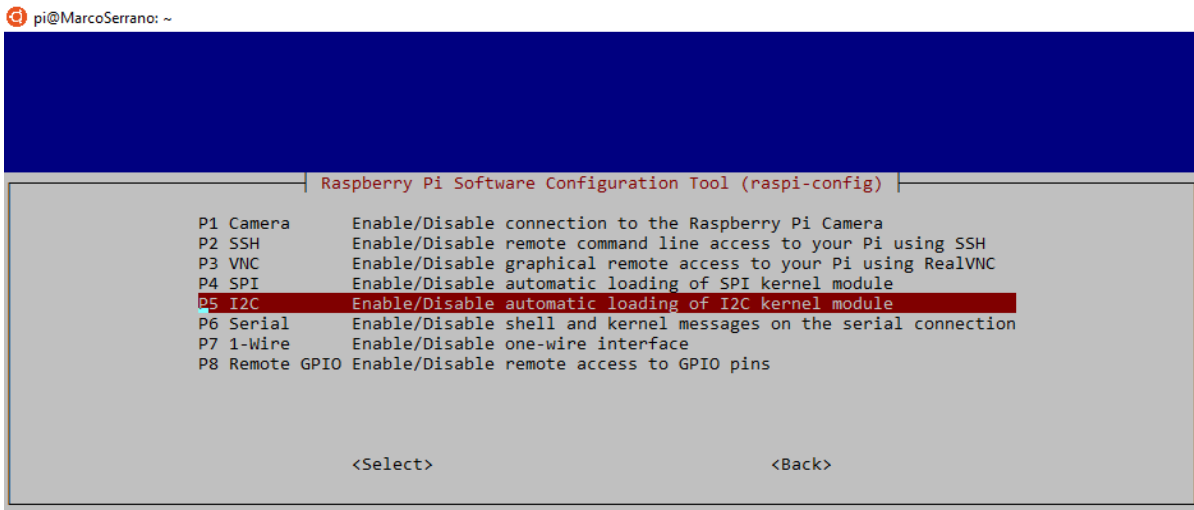 pi@MarcoSerrano: ~
Raspberry Pi Software Configuration Tool (raspi-config)
P1 Camera Enable/Disable connection to the Raspberry Pi Camera
P2 SSH Enable/Disable remote command line access to your Pi using SSH
P3 VNC Enable/Disable graphical remote access to your Pi using RealVNC
P4 SPI Enable/Disable automatic loading of SPI kernel module
P5 I2C Enable/Disable automatic loading of I2C kernel module
P6 Serial Enable/Disable shell and kernel messages on the serial connection
P7 1-Wire Enable/Disable one-wire interface
P8 Remote GPIO Enable/Disable remote access to GPIO pins
<Select> <Back>